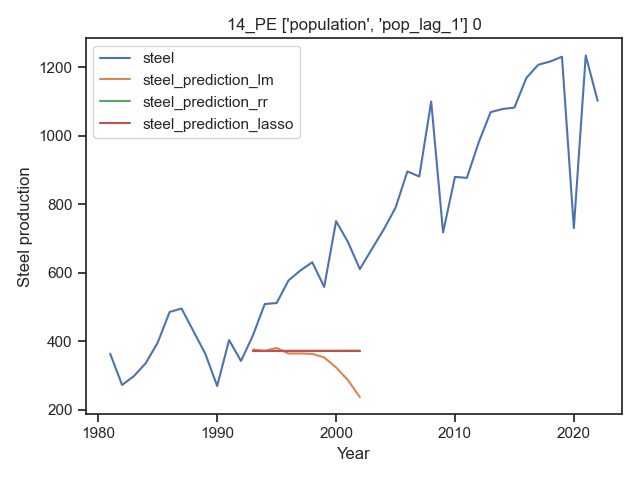 14_PE ['population', 'pop_lag_1'] 0
steel
steel_prediction_lm
steel_prediction_rr
steel_prediction_lasso
Steel production
1200
1000
800
600
400
200
1980
1990
2000
2010
2020
Year